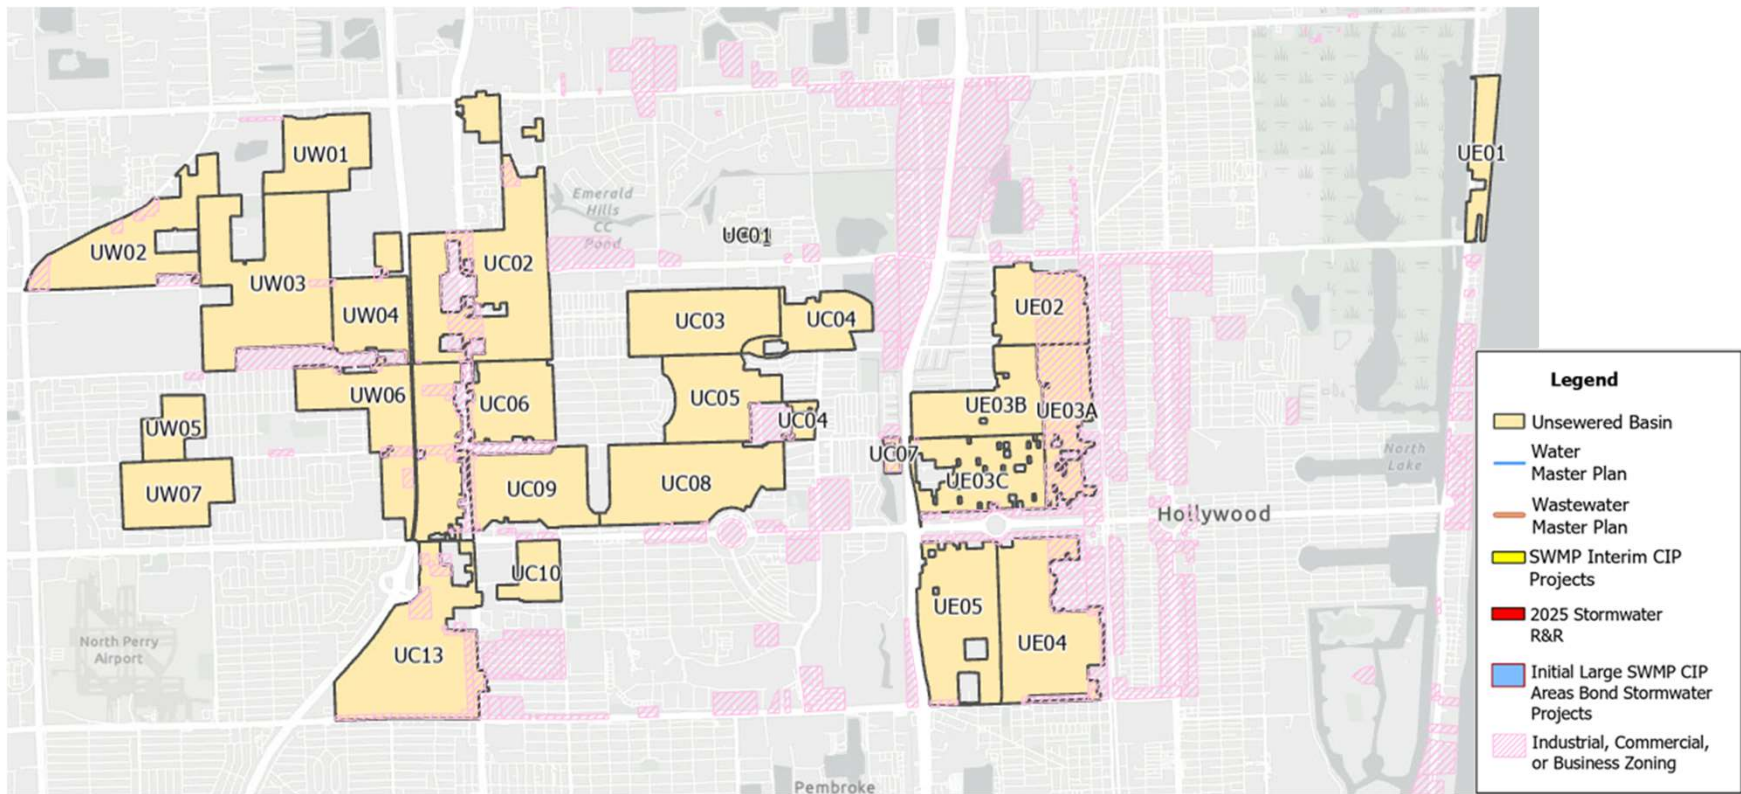 UW01
UE01
Emerald
Hills
CC
Pond
UC01
UW02
UC02
UW03
UE02
UW04
UC03
UC04
UW06
UC05
UC06
UE03B
UE03A
UC04
UW05
UC07
UE03C
North
Lake
UW07
UC09
UC08
Hollywood
UC10
UE05
North Perry
Airport
UC13
UE04
Pembroke
Legend
Unsewered Basin
Water
Master Plan
Wastewater
Master Plan
SWMP Interim CIP
Projects
2025 Stormwater
R&R
Initial Large SWMP CIP
Areas Bond Stormwater
Projects
Industrial, Commercial,
or Business Zoning